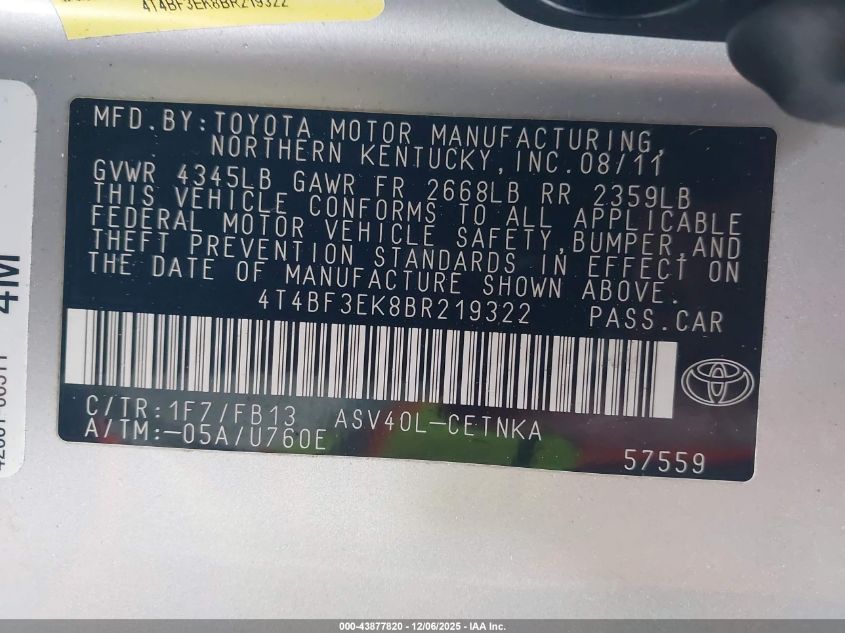 4T4BF3EK8BR219322
MFD.BY:TOYOTA MOTOR MANUFACTURING,
NORTHERN KENTUCKY,INC.08/11
GVWR 4345LB GAWR FR 2668LB RR 2359LB
THIS VEHICLE CONFORMS TO ALL APPLICABLE
FEDERAL MOTOR VEHICLE SAFETY,BUMPER,AND
THEFT PREVENTION STANDARDS IN EFFECT ON
THE DATE OF MANUFACTURE SHOWN ABOVE.
4T4BF3EK8BR219322 PASS.CAR
C/TR:1F7/FB13 ASV40L-CETNKA
A/TM:-05A/U760E
57559
4M
000-43877820 - 12/06/2025 - IAA Inc.